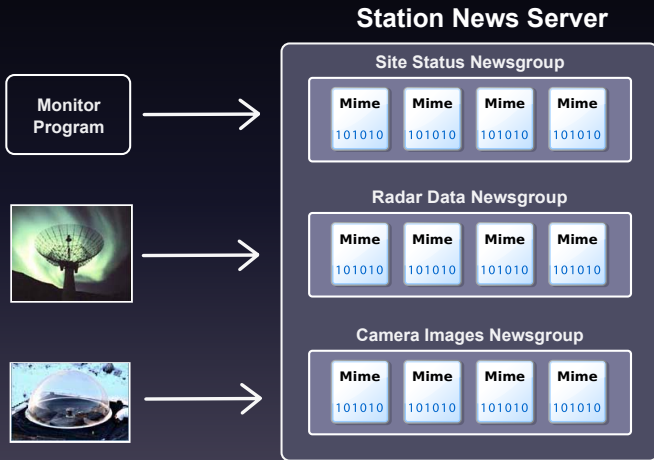 Station News Server
Site Status Newsgroup
Monitor
Program
Mime Mime Mime Mime
101010 101010 101010 101010
Radar Data Newsgroup
Mime Mime Mime Mime
101010 101010 101010 101010
Camera Images Newsgroup
Mime Mime Mime Mime
101010 101010 101010 101010